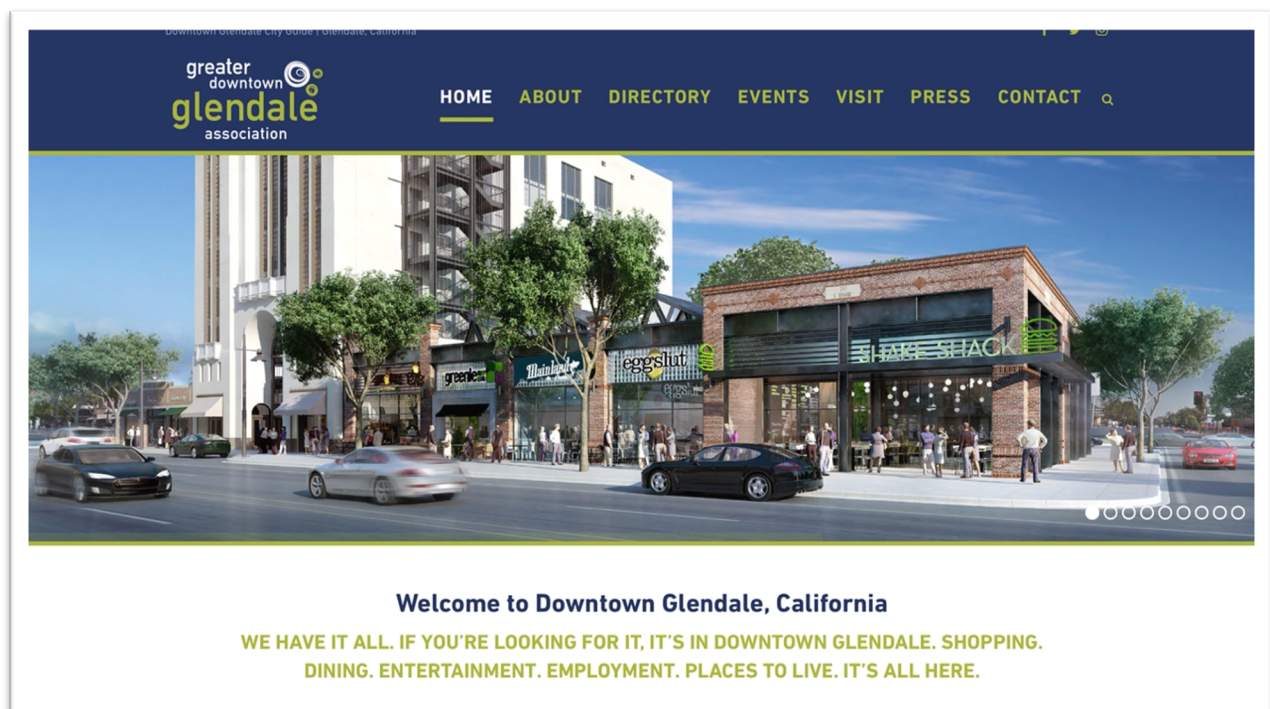 Downtown Glendale City Guide | Glendale, California
greater
downtown
glendale
association
HOME ABOUT DIRECTORY EVENTS VISIT PRESS CONTACT
greenleaf
Mainland
eggslut
SHAKE SHACK
Welcome to Downtown Glendale, California
WE HAVE IT ALL. IF YOU'RE LOOKING FOR IT, IT'S IN DOWNTOWN GLENDALE. SHOPPING.
DINING. ENTERTAINMENT. EMPLOYMENT. PLACES TO LIVE. IT'S ALL HERE.